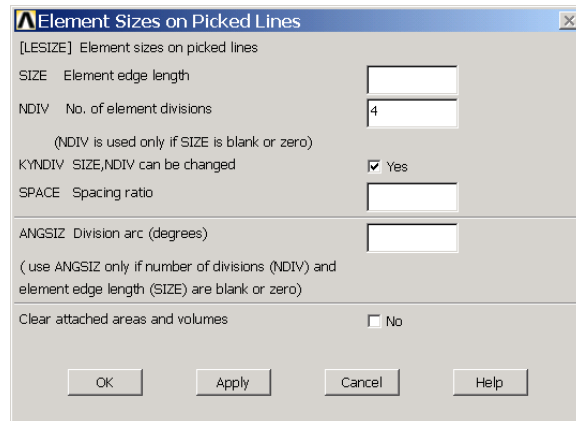 Element Sizes on Picked Lines
[LESIZE] Element sizes on picked lines
SIZE Element edge length
NDIV No. of element divisions 4
(NDIV is used only if SIZE is blank or zero)
KYNDIV SIZE,NDIV can be changed Yes
SPACE Spacing ratio
ANGSIZ Division arc (degrees)
( use ANGSIZ only if number of divisions (NDIV) and
element edge length (SIZE) are blank or zero)
Clear attached areas and volumes No
OK Apply Cancel Help